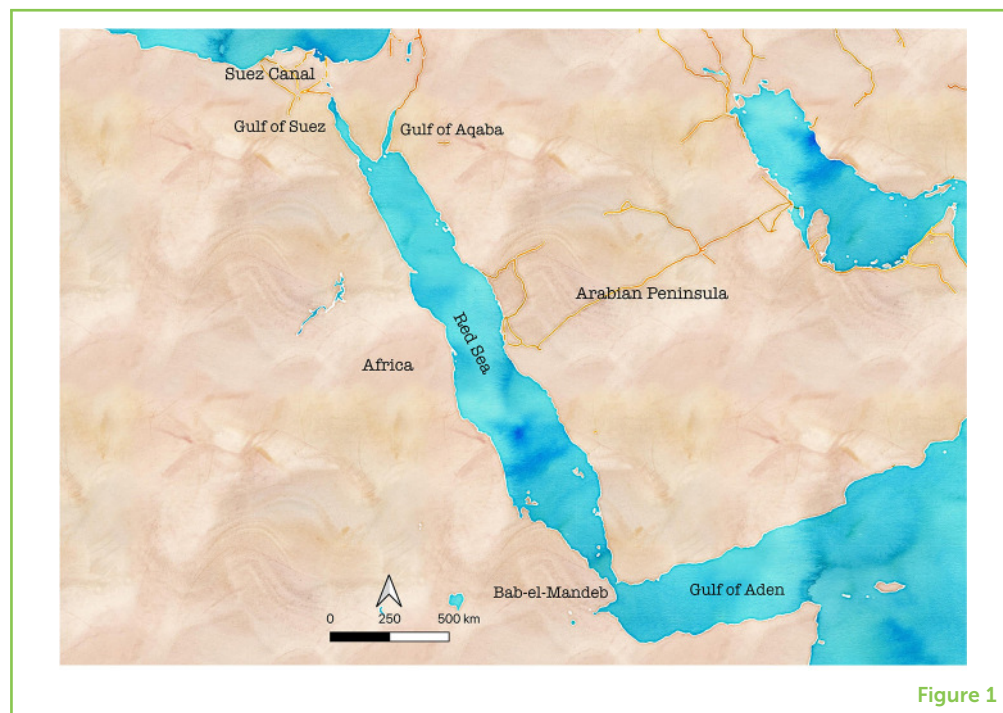 Suez Canal
Gulf of Suez
Gulf of Aqaba
Arabian Peninsula
Red Sea
Africa
Bab-el-Mandeb
Gulf of Aden
0 250 500 km
Figure 1